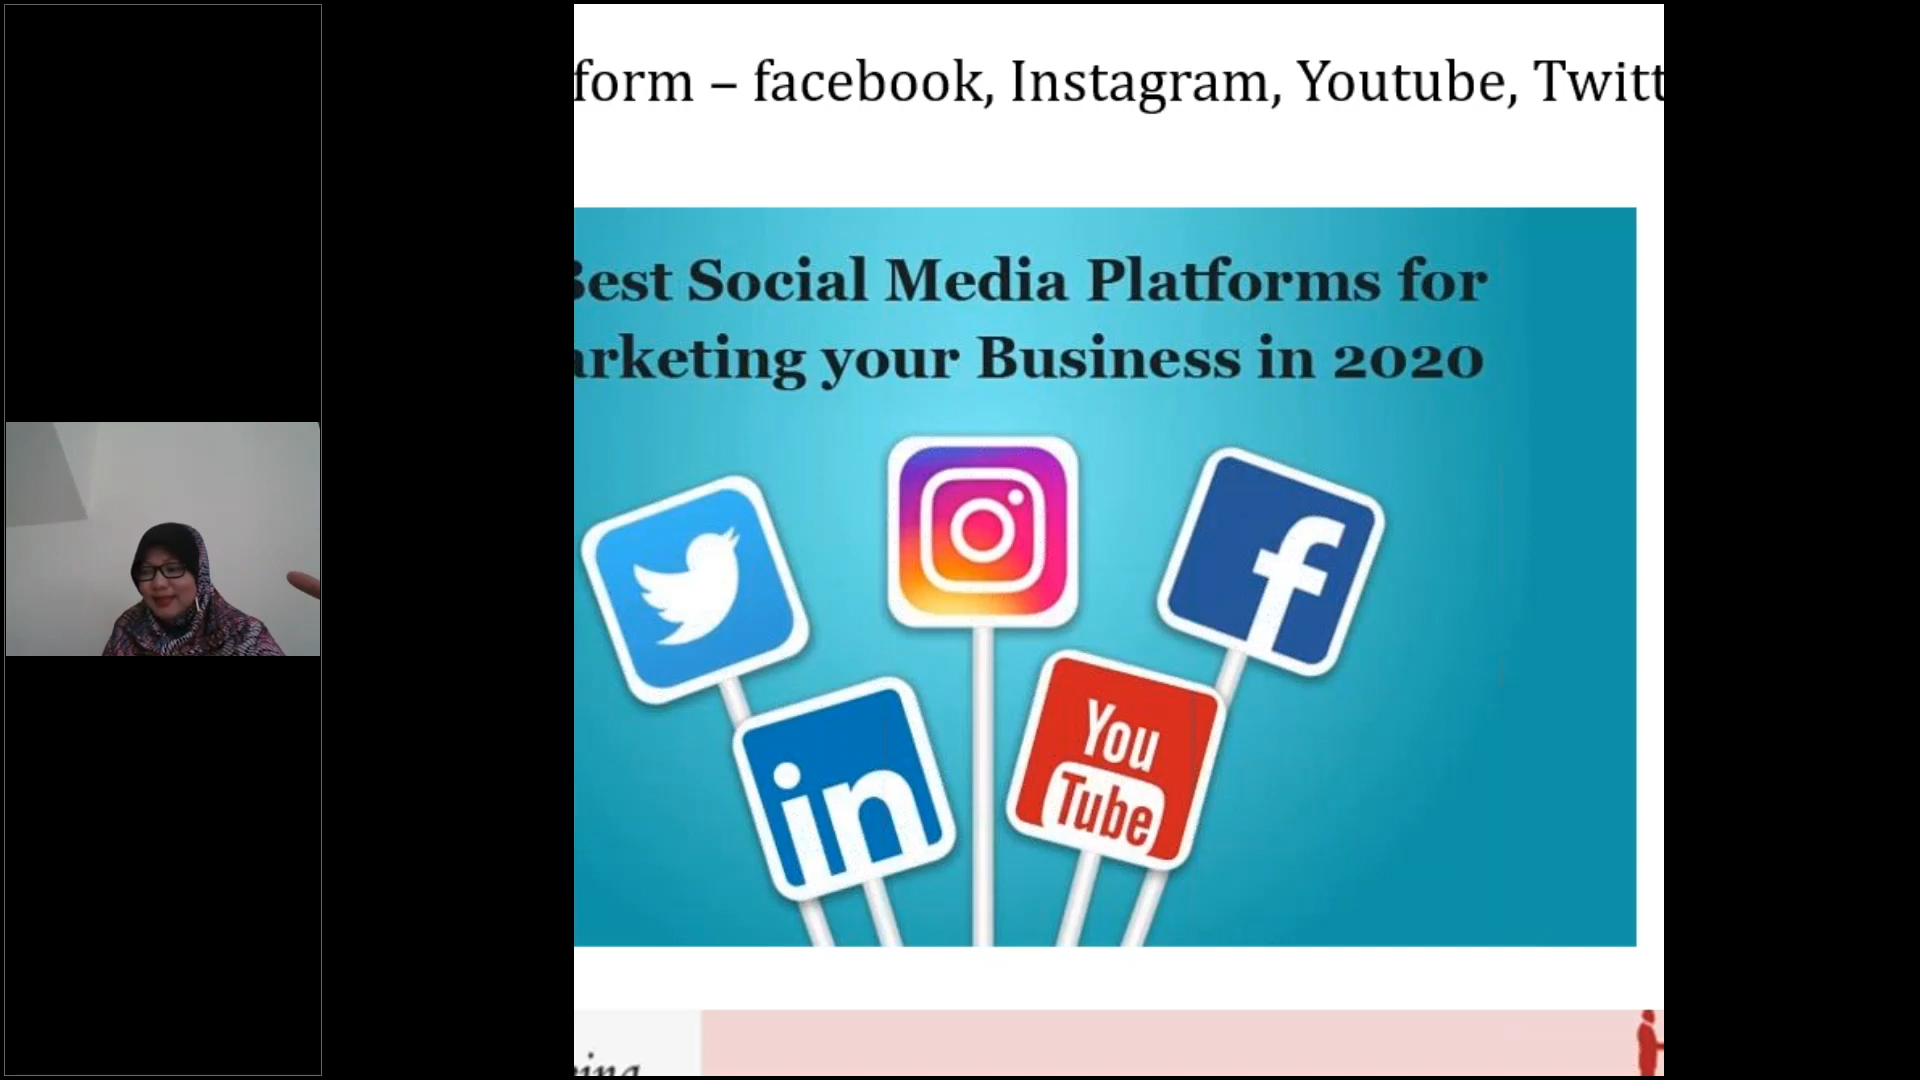 form – facebook, Instagram, Youtube, Twitt
Best Social Media Platforms for
arketing your Business in 2020
in
You
Tube